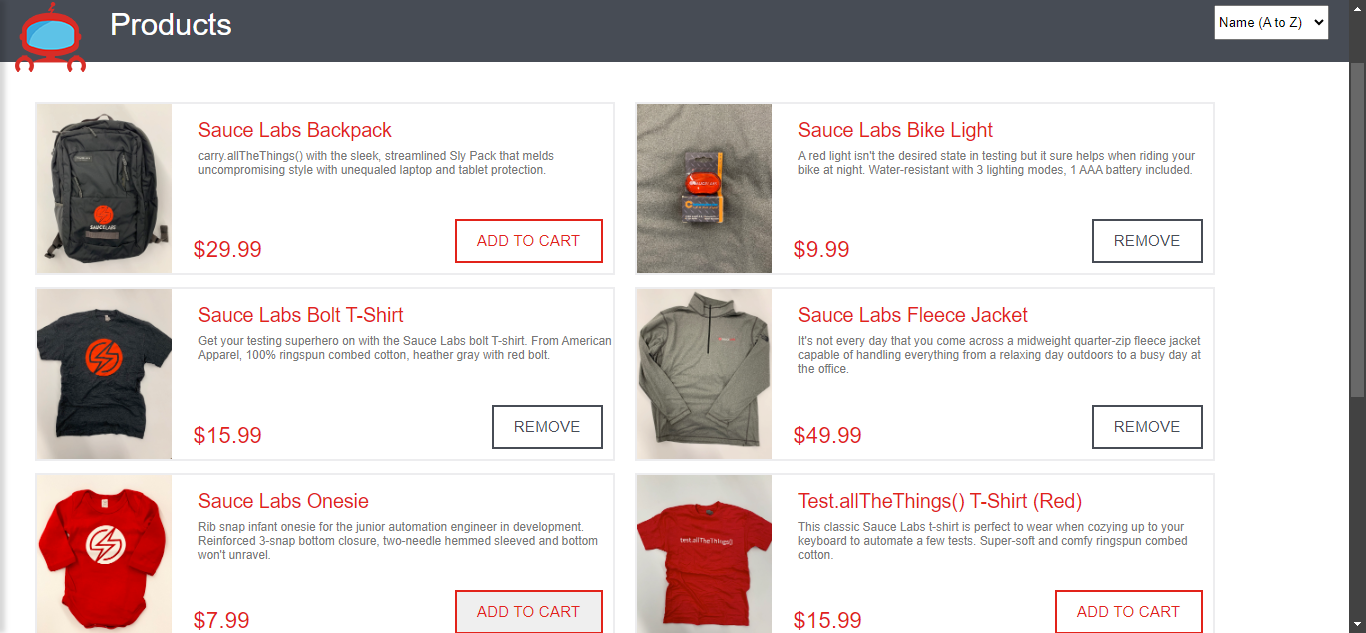 Products
Name (A to Z)
Sauce Labs Backpack
carry.allTheThings() with the sleek, streamlined Sly Pack that melds
uncompromising style with unequaled laptop and tablet protection.
$29.99
ADD TO CART
SAUCELABS
Sauce Labs Bike Light
A red light isn't the desired state in testing but it sure helps when riding your
bike at night. Water-resistant with 3 lighting modes, 1 AAA battery included.
$9.99
REMOVE
Sauce Labs Bolt T-Shirt
Get your testing superhero on with the Sauce Labs bolt T-shirt. From American
Apparel, 100% ringspun combed cotton, heather gray with red bolt.
$15.99
REMOVE
Sauce Labs Fleece Jacket
It's not every day that you come across a midweight quarter-zip fleece jacket
capable of handling everything from a relaxing day outdoors to a busy day at
the office.
$49.99
REMOVE
Sauce Labs Onesie
Rib snap infant onesie for the junior automation engineer in development.
Reinforced 3-snap bottom closure, two-needle hemmed sleeved and bottom
won't unravel.
$7.99
ADD TO CART
test.allTheThings()
Test.allTheThings() T-Shirt (Red)
This classic Sauce Labs t-shirt is perfect to wear when cozying up to your
keyboard to automate a few tests. Super-soft and comfy ringspun combed
cotton.
$15.99
ADD TO CART